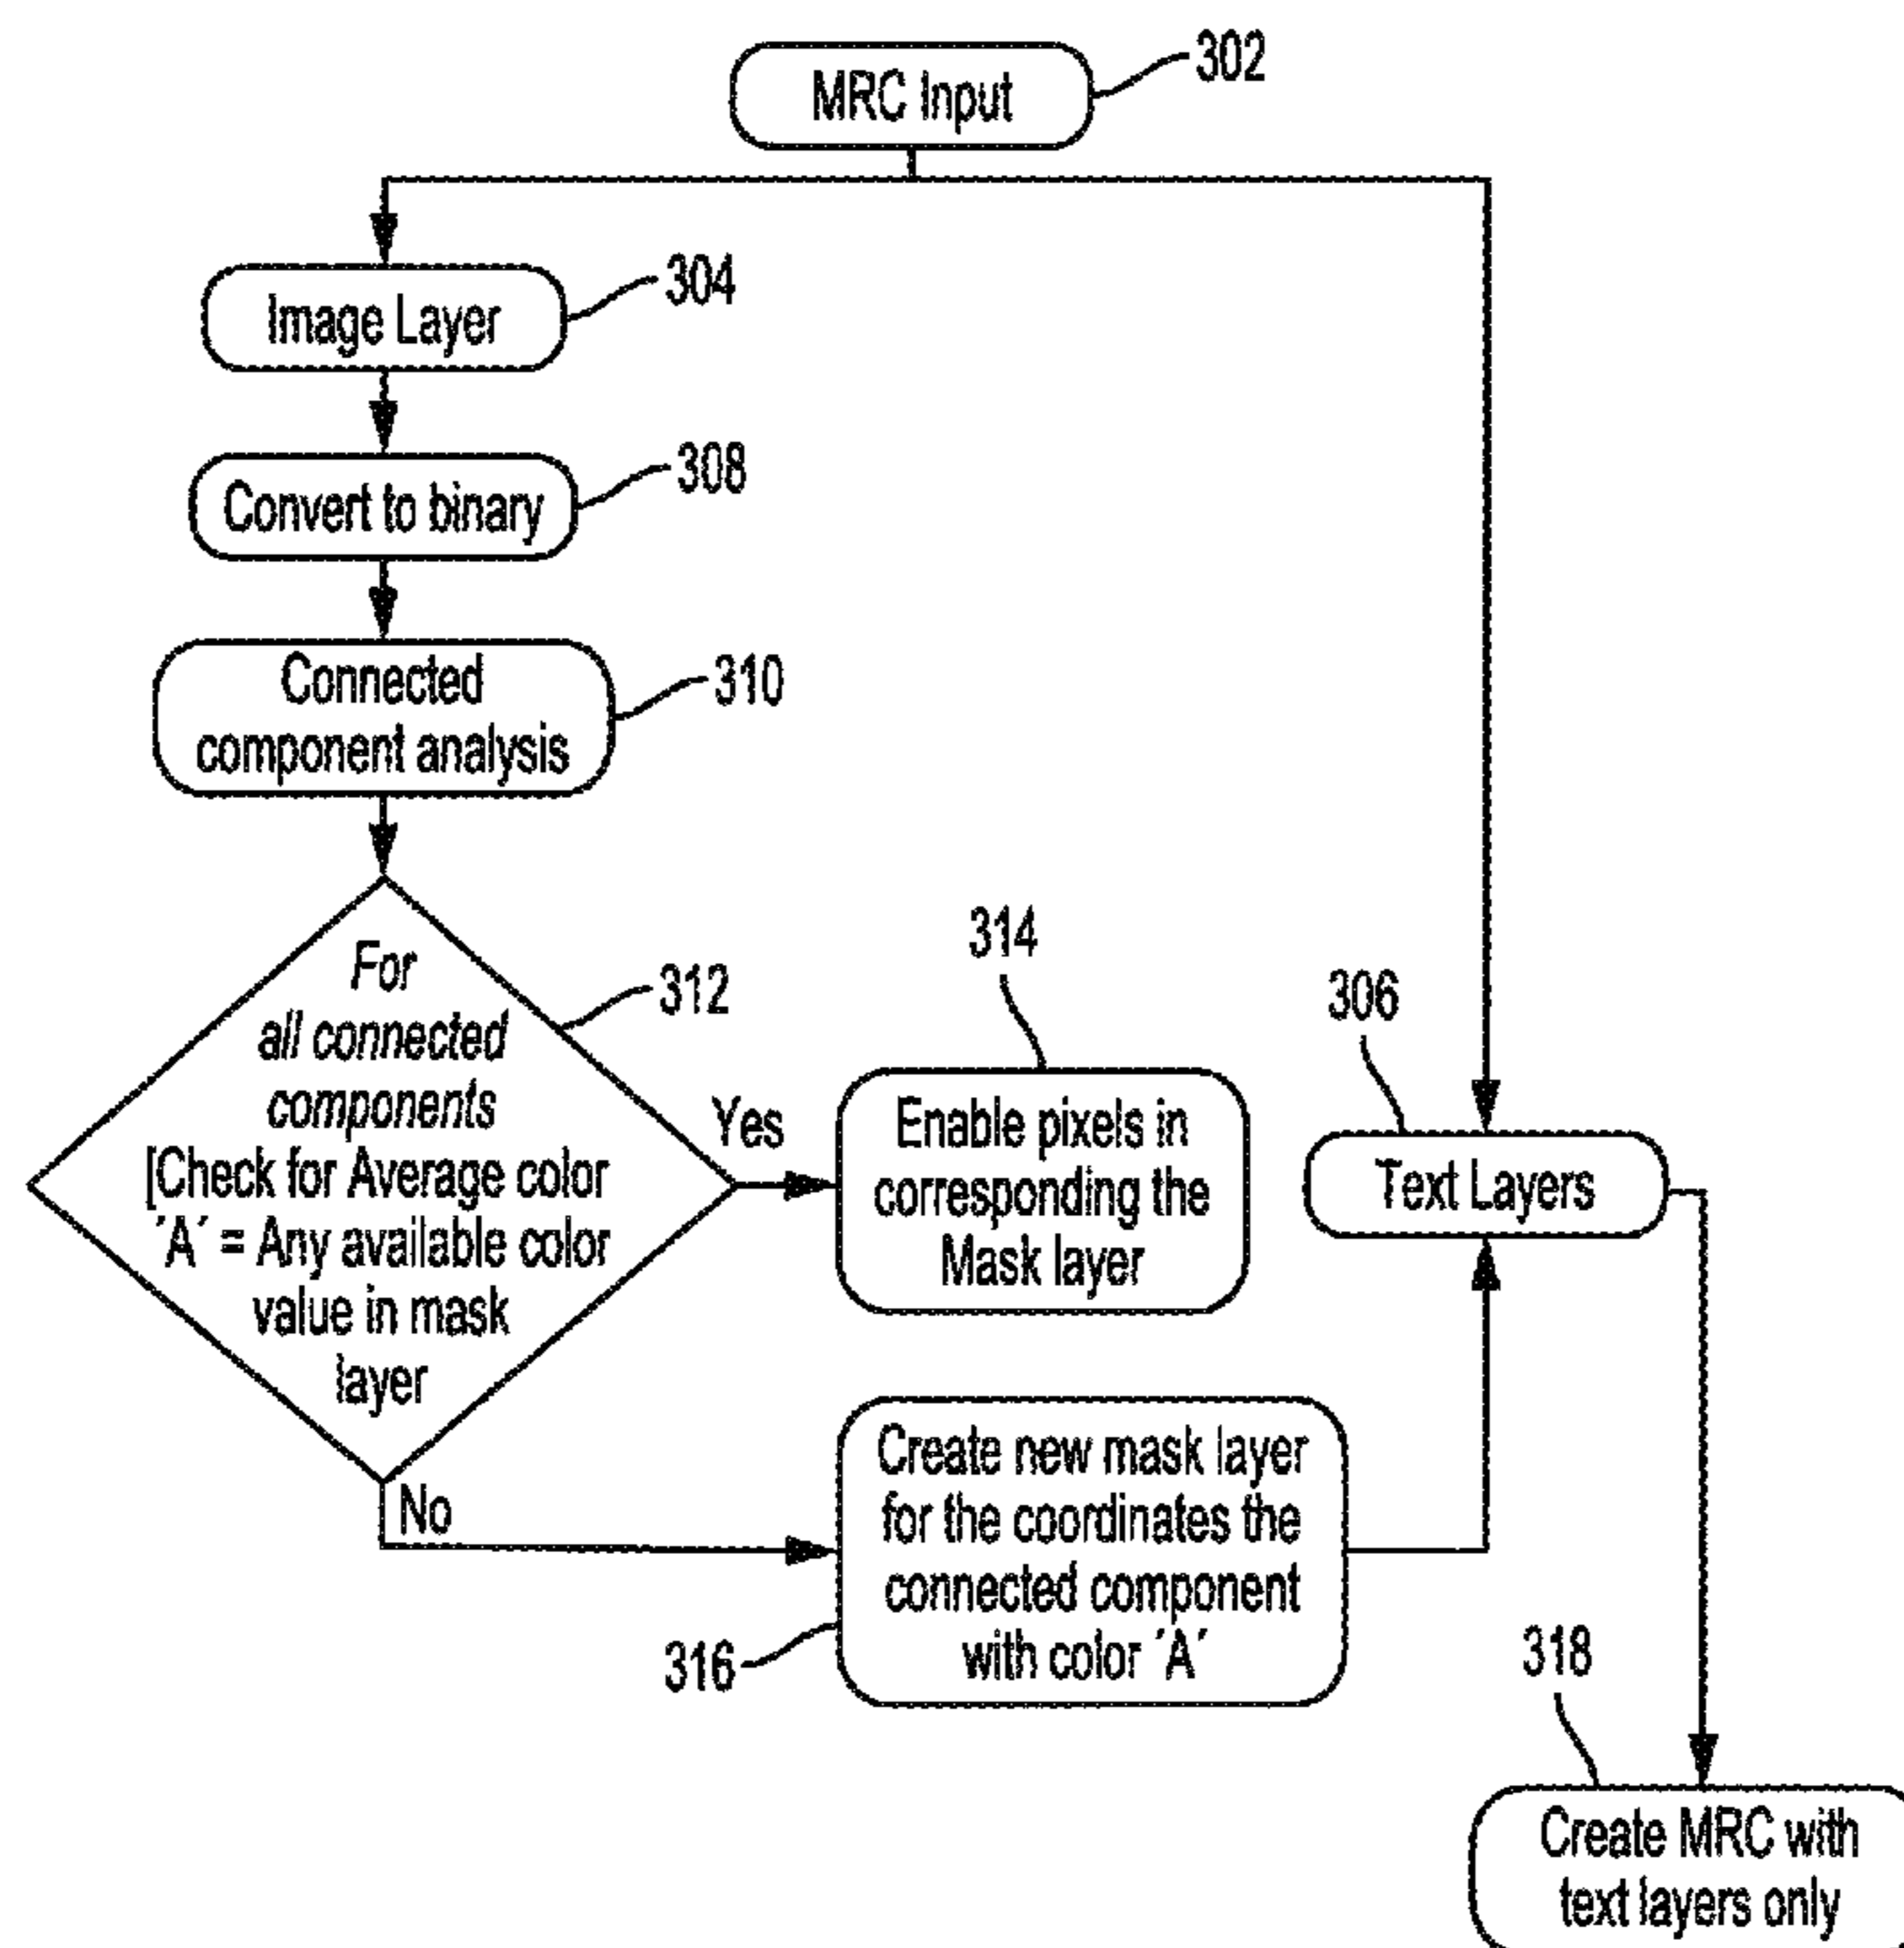 MRC Input
302
Image Layer
304
Convert to binary
308
Connected
component analysis
310
For
all connected
components
[Check for Average color
'A' = Any available color
value in mask
layer
312
Yes
No
314
Enable pixels in
corresponding the
Mask layer
306
Text Layers
Create new mask layer
for the coordinates the
connected component
with color 'A'
316
318
Create MRC with
text layers only